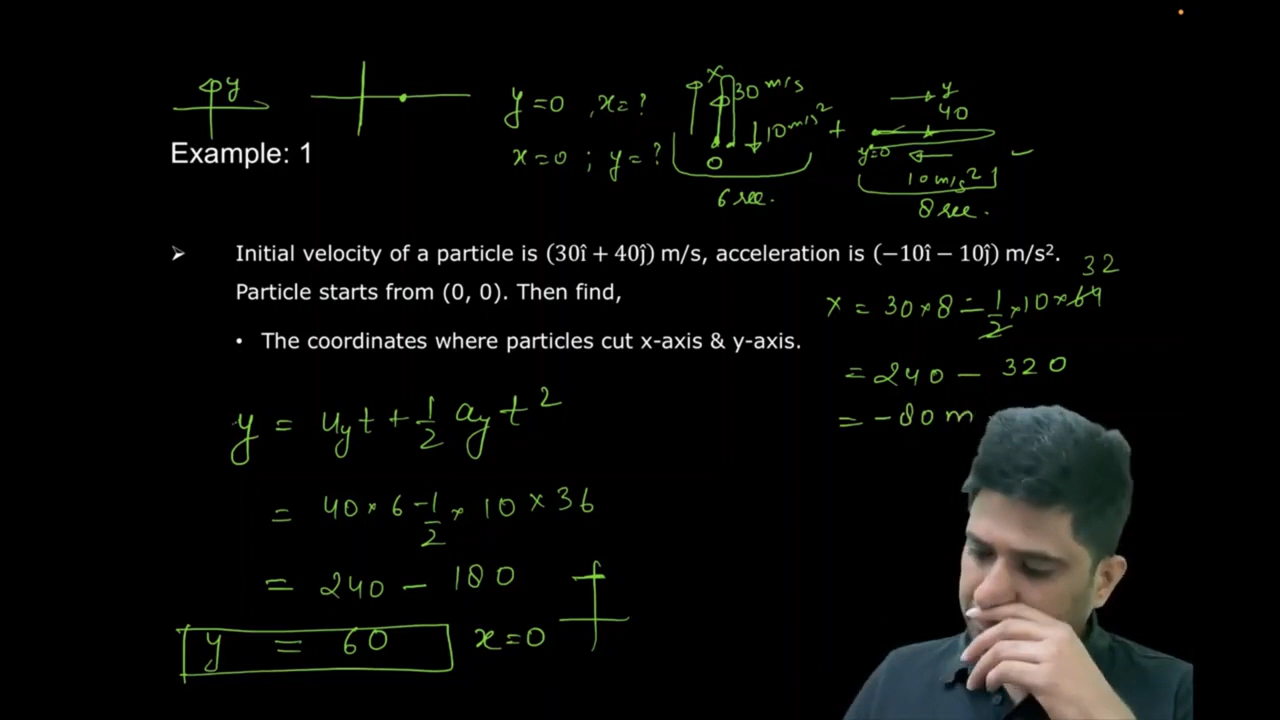 y
y = 0 , x = ?
x = 0 ; y = ?
x
30 m/s
10 m/s²
0
6 sec.
+
y
40
y=0
10 m/s²
8 sec.
Example: 1
➢ Initial velocity of a particle is (30î + 40ĵ) m/s, acceleration is (−10î − 10ĵ) m/s².
Particle starts from (0, 0). Then find,
• The coordinates where particles cut x-axis & y-axis.
32
x = 30 × 8 − 1/2 × 10 × 64
= 240 − 320
= −80 m
y = uyt + 1/2 ay t²
= 40 × 6 − 1/2 × 10 × 36
= 240 − 180
y = 60 x = 0